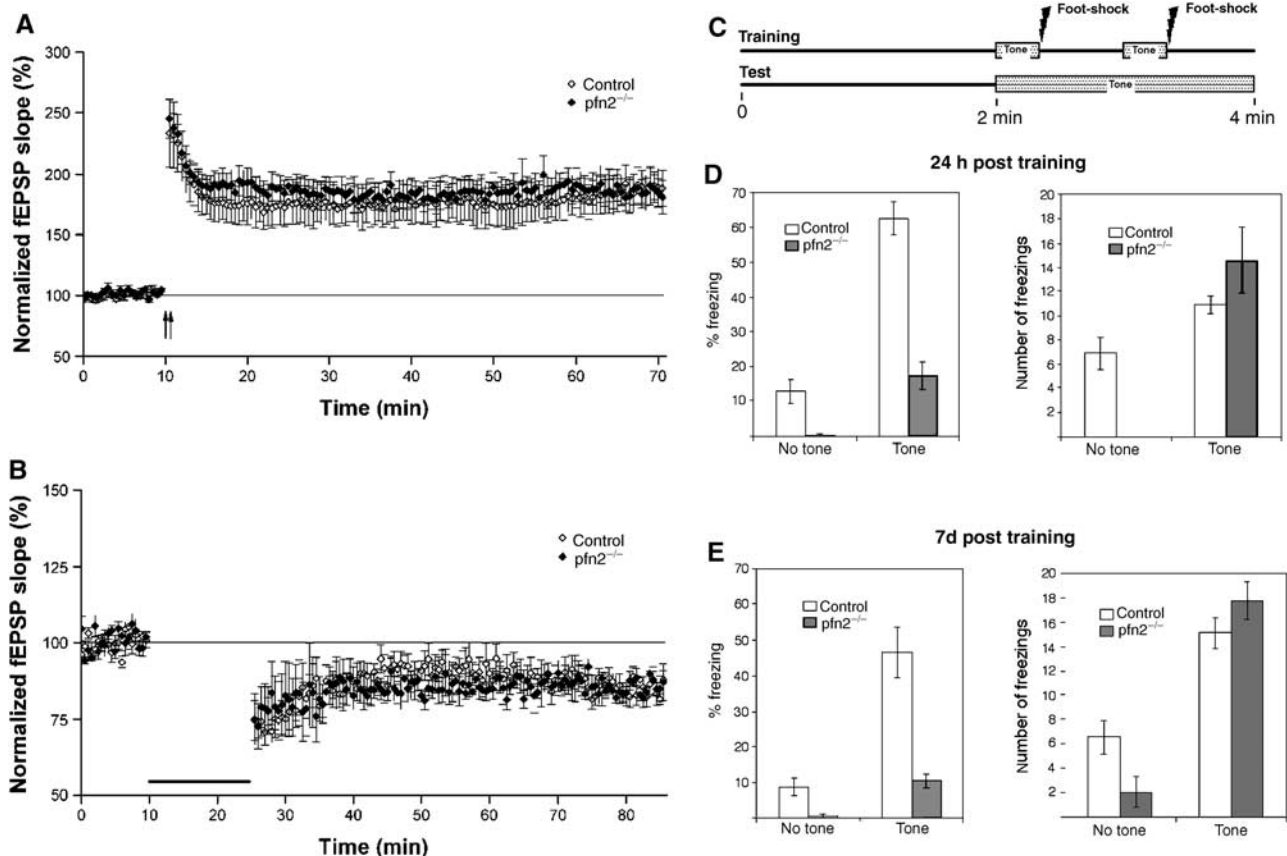 A
Normalized fEPSP slope (%)
300
250
200
150
100
50
Control
pfn2–/–
0 10 20 30 40 50 60 70
Time (min)
B
Normalized fEPSP slope (%)
150
125
100
75
50
Control
pfn2–/–
0 10 20 30 40 50 60 70 80
Time (min)
C
Foot-shock Foot-shock
Training
Tone Tone
Test
Tone
0 2 min 4 min
24 h post training
D
% freezing
70
60
50
40
30
20
10
Control
pfn2–/–
No tone Tone
Number of freezings
20
18
16
14
12
10
8
6
4
2
Control
pfn2–/–
No tone Tone
7d post training
E
% freezing
70
60
50
40
30
20
10
Control
pfn2–/–
No tone Tone
Number of freezings
20
18
16
14
12
10
8
6
4
2
Control
pfn2–/–
No tone Tone